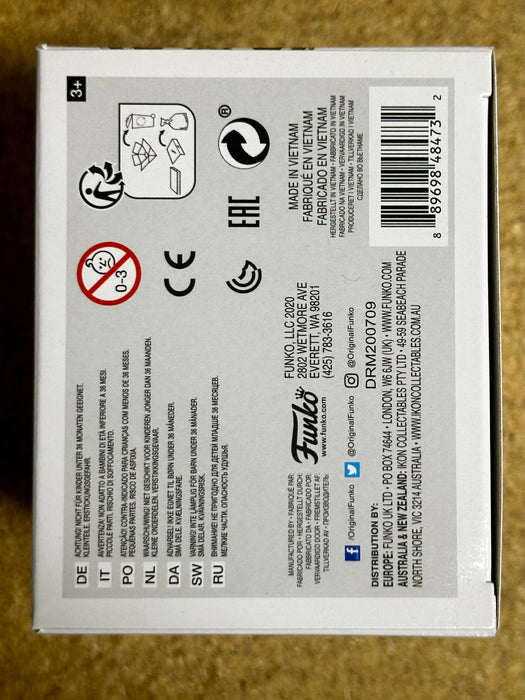 3+
0-3
CE
EAC
®
MADE IN VIETNAM
FABRIQUÉ EN VIETNAM
FABRICADO EN VIETNAM
HERGESTELLT IN VIETNAM • FABBRICATO IN VIETNAM
FABRICADO NA VIETNAM • VERVAARDIGD IN VIETNAM
PRODUCERET I VIETNAM • TILLVERKAD I VIETNAM
СДЕЛАНО ВО ВЬЕТНАМЕ
8 89698 48473 2
DE ACHTUNG! NICHT FÜR KINDER UNTER 36 MONATEN GEEIGNET.
KLEINTEILE. ERSTICKUNGSGEFAHR.
IT AVVERTENZA! NON ADATTO A BAMBINI DI ETÀ INFERIORE A 36 MESI.
PICCOLE PARTI. RISCHIO DI SOFFOCAMENTO.
PO ATENÇÃO! CONTRA-INDICADO PARA CRIANÇAS COM MENOS DE 36 MESES.
PEQUENAS PARTES. RISCO DE ASFIXIA.
NL WAARSCHUWING! NIET GESCHIKT VOOR KINDEREN JONGER DAN 36 MAANDEN.
KLEINE ONDERDELEN. VERSTIKKINGSGEVAAR.
DA ADVARSEL! IKKE EGNET TIL BØRN UNDER 36 MÅNEDER.
SMÅ DELE. KVÆLNINGSFARE.
SW VARNING! INTE LÄMPLIG FÖR BARN UNDER 36 MÅNADER.
SMÅ DELAR. KVÄVNINGSRISK.
RU ВНИМАНИЕ! НЕ ПРИГОДНО ДЛЯ ДЕТЕЙ МЛАДШЕ 36 МЕСЯЦЕВ.
МЕЛКИЕ ЧАСТИ. ОПАСНОСТЬ УДУШЬЯ.
MANUFACTURED BY • FABRIQUÉ PAR:
FABRICADO POR • HERGESTELLT DURCH:
FABBRICATO DA • FABRICADO POR:
VERVAARDIGD DOOR • FREMSTILLET AF:
TILLVERKAD AV • ПРОИЗВОДИТЕЛЬ:
Funko
www.funko.com
FUNKO, LLC 2020
2802 WETMORE AVE
EVERETT, WA 98201
(425) 783-3616
/OriginalFunko @OriginalFunko @OriginalFunko
DRM200709
DISTRIBUTION BY:
EUROPE: FUNKO UK LTD • PO BOX 74844 • LONDON, W6 6JW (UK) • WWW.FUNKO.COM
AUSTRALIA & NEW ZEALAND: IKON COLLECTABLES PTY LTD • 49-59 SEABEACH PARADE
NORTH SHORE, VIC 3214 AUSTRALIA • WWW.IKONCOLLECTABLES.COM.AU